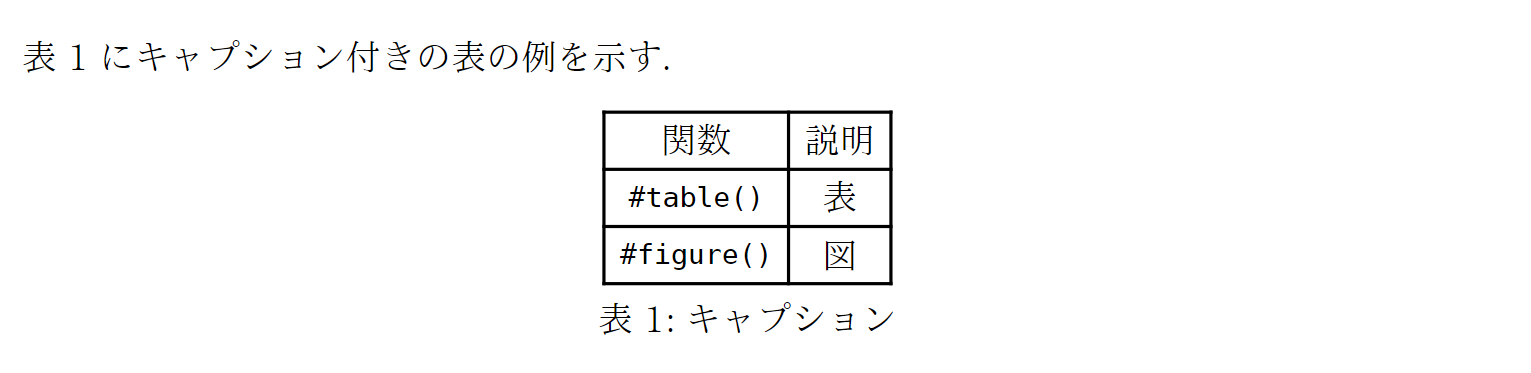 表 1 にキャプション付きの表の例を示す.
関数 説明
#table() 表
#figure() 図
表 1: キャプション